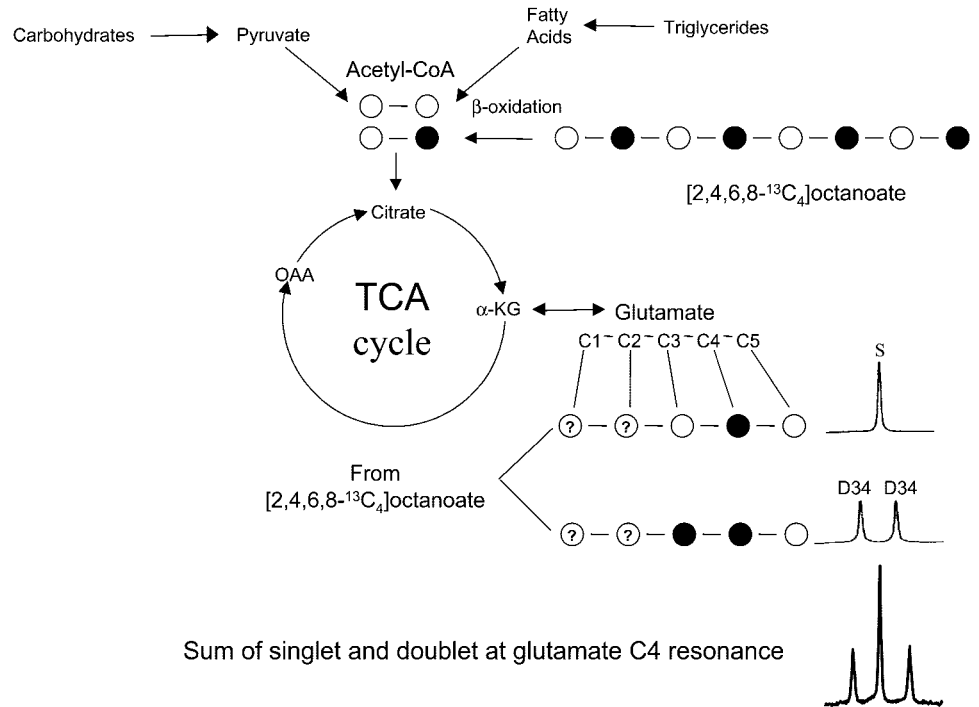 Carbohydrates
Pyruvate
Fatty
Acids
Triglycerides
Acetyl-CoA
β-oxidation
[2,4,6,8-¹³C₄]octanoate
Citrate
OAA
TCA
cycle
α-KG
Glutamate
C1 C2 C3 C4 C5
S
? ?
From
[2,4,6,8-¹³C₄]octanoate
D34 D34
? ?
Sum of singlet and doublet at glutamate C4 resonance